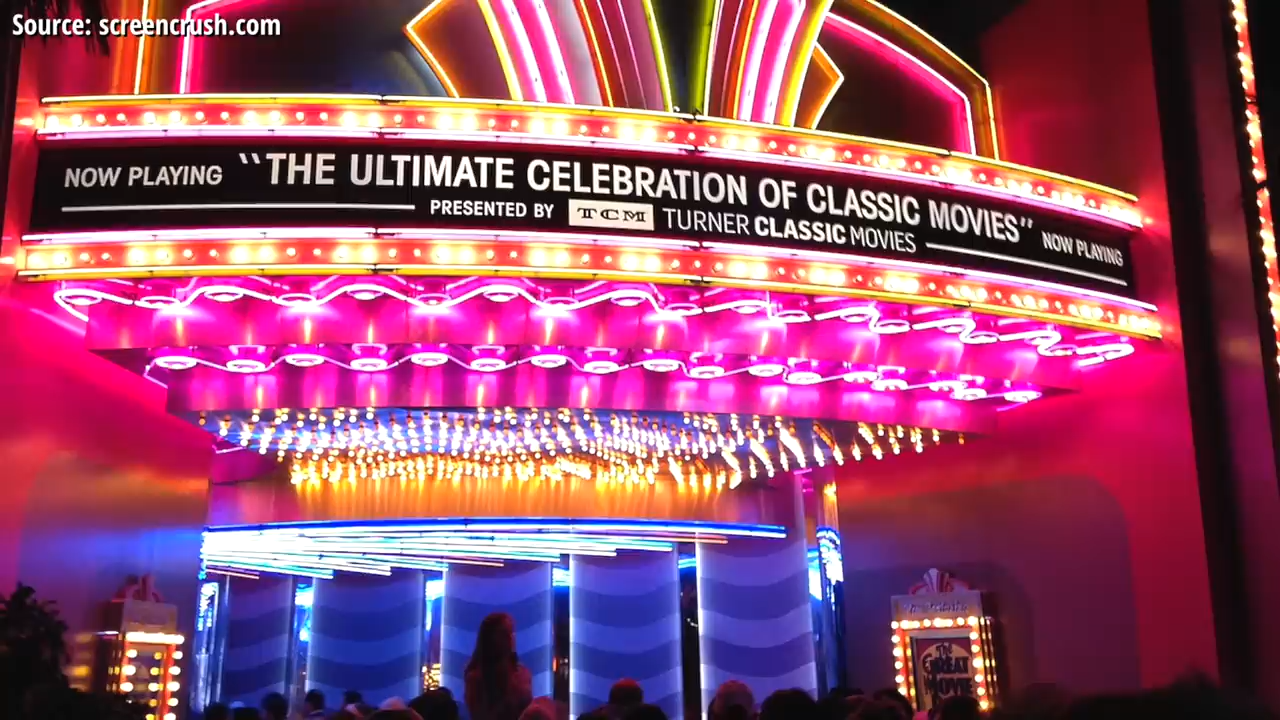 Source: screencrush.com
NOW PLAYING "THE ULTIMATE CELEBRATION OF CLASSIC MOVIES" NOW PLAYING
PRESENTED BY TCM TURNER CLASSIC MOVIES
THE
GREAT
MOVIE